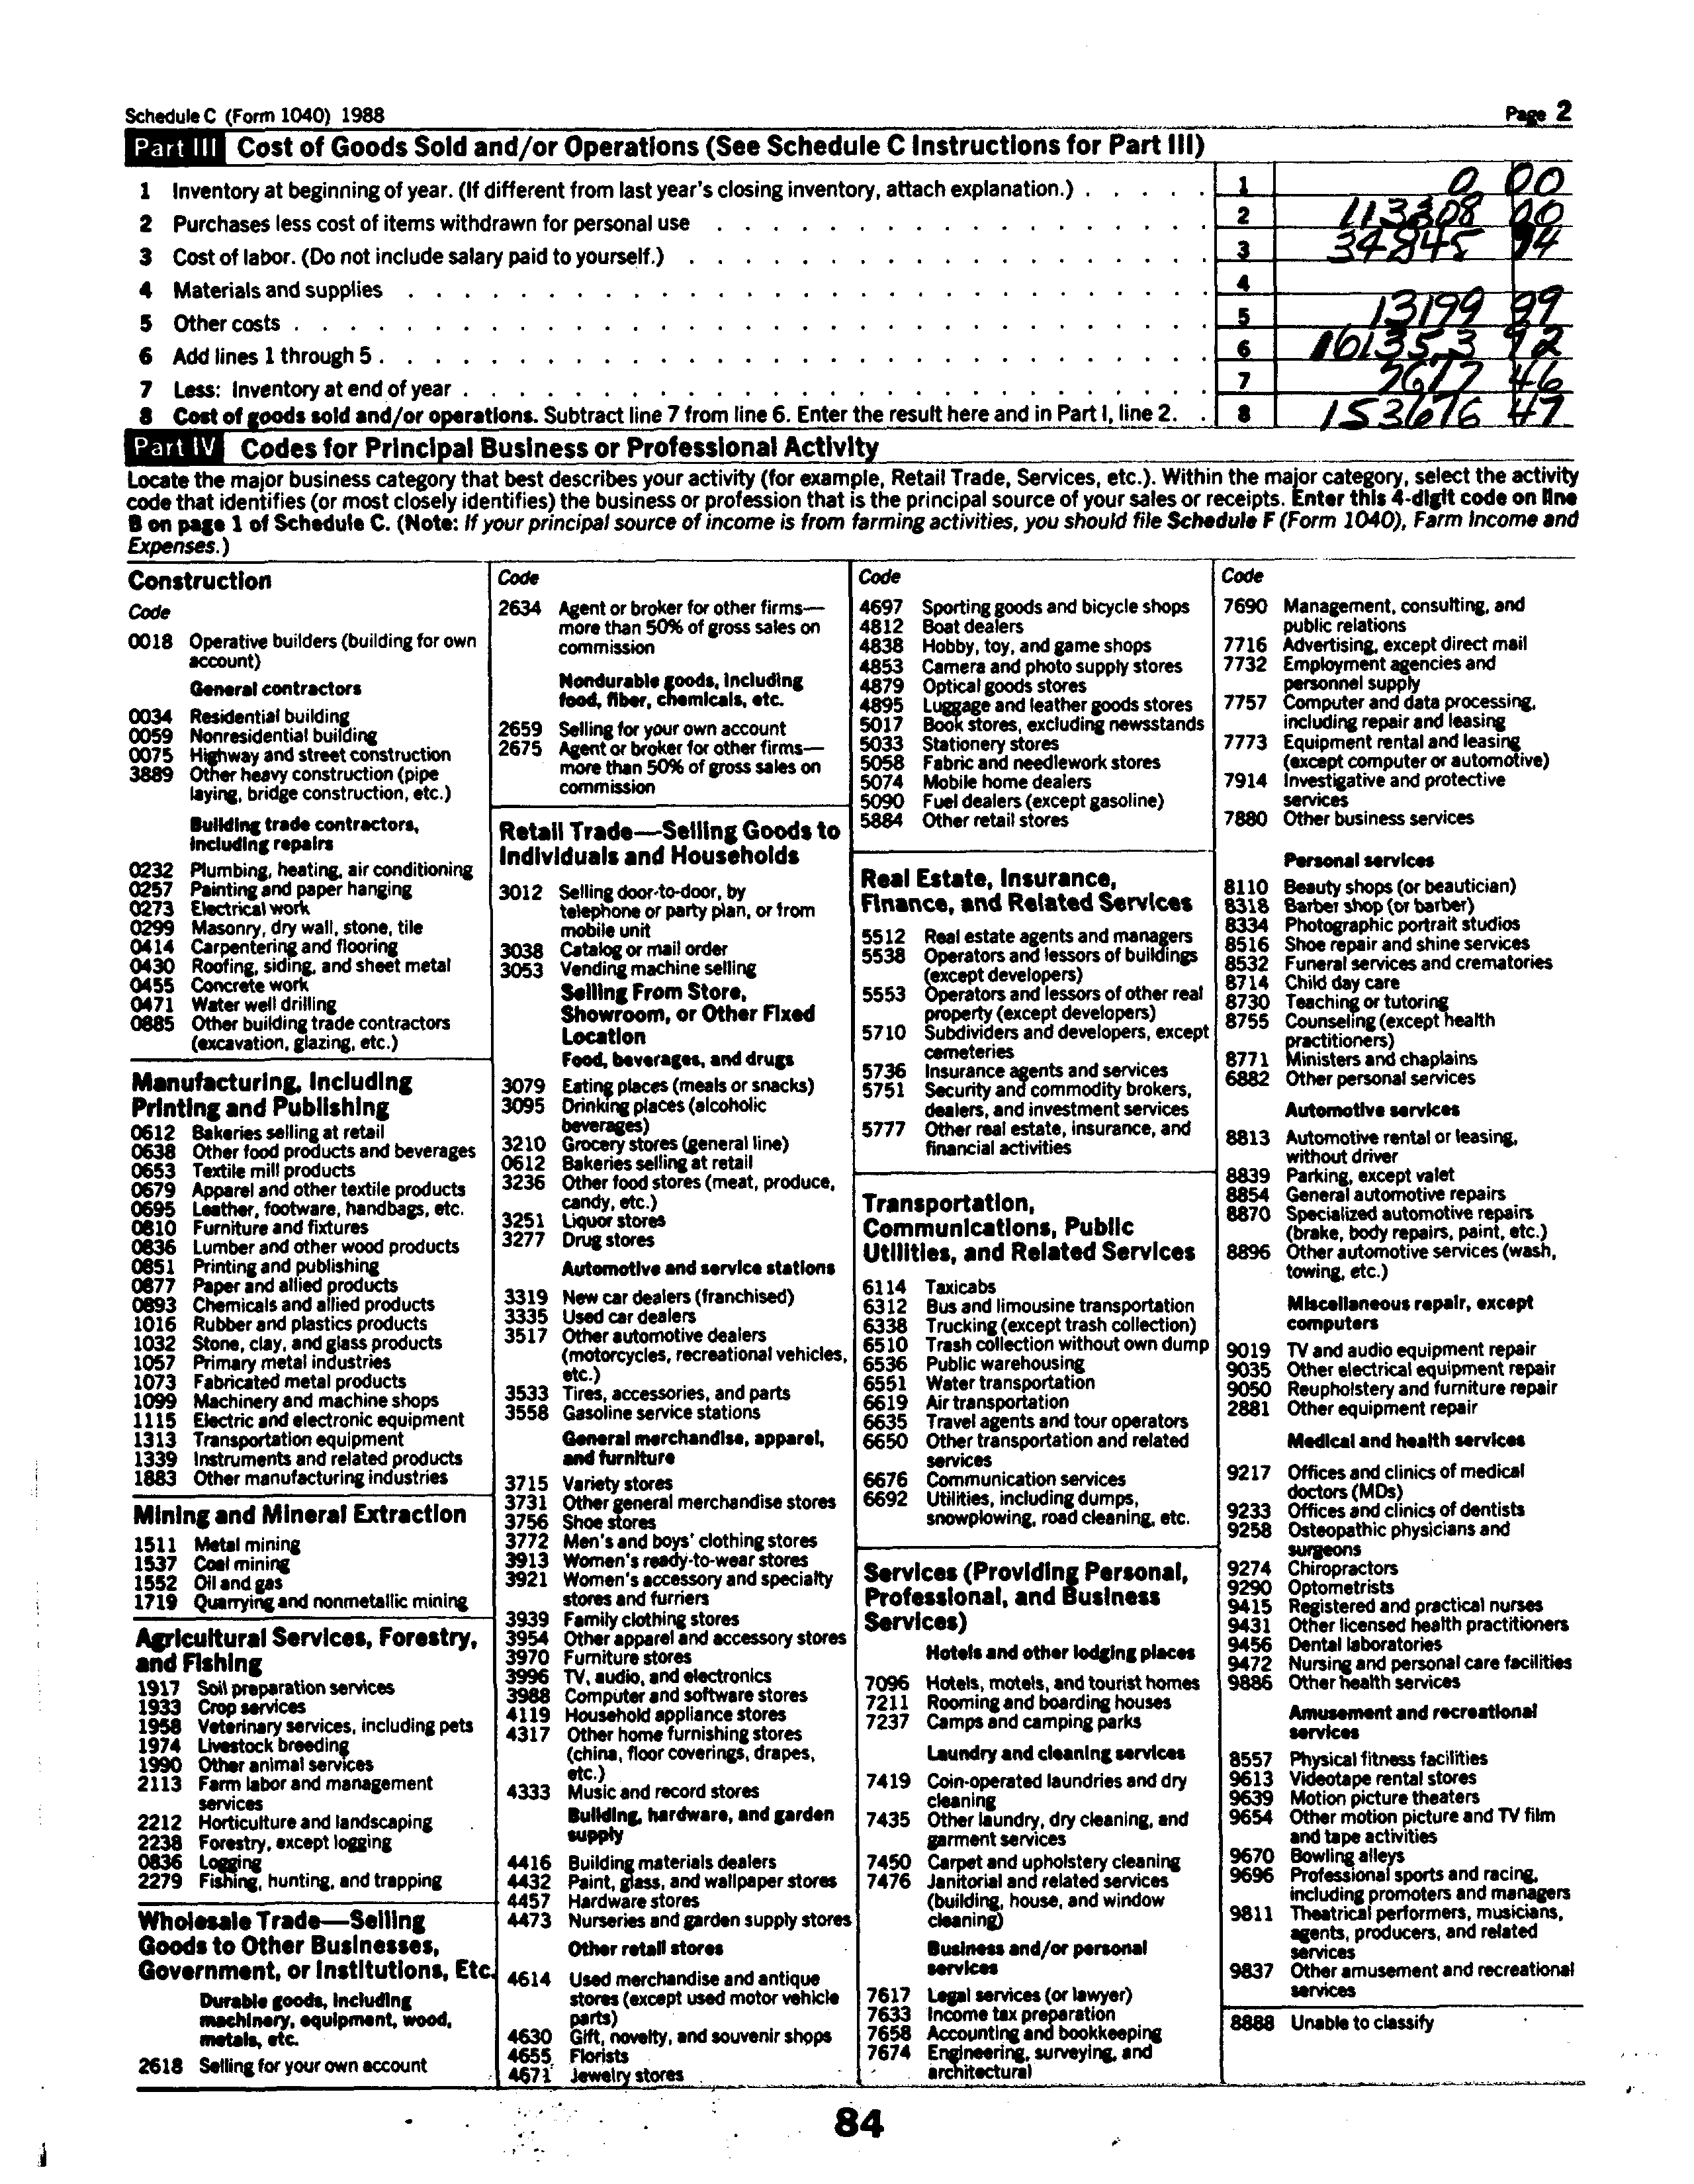 Schedule C (Form 1040) 1988 Page 2
Part III Cost of Goods Sold and/or Operations (See Schedule C Instructions for Part III)
1 Inventory at beginning of year. (If different from last year's closing inventory, attach explanation.) . . . . . 1 0 00
2 Purchases less cost of items withdrawn for personal use 2 113308 00
3 Cost of labor. (Do not include salary paid to yourself.) 3 34845 94
4 Materials and supplies 4
5 Other costs 5 13199 99
6 Add lines 1 through 5 6 161353 92
7 Less: Inventory at end of year 7 7677 46
8 Cost of goods sold and/or operations. Subtract line 7 from line 6. Enter the result here and in Part I, line 2. . 8 153676 47
Part IV Codes for Principal Business or Professional Activity
Locate the major business category that best describes your activity (for example, Retail Trade, Services, etc.). Within the major category, select the activity
code that identifies (or most closely identifies) the business or profession that is the principal source of your sales or receipts. Enter this 4-digit code on line
B on page 1 of Schedule C. (Note: If your principal source of income is from farming activities, you should file Schedule F (Form 1040), Farm Income and
Expenses.)
Construction
Code
0018 Operative builders (building for own
account)
General contractors
0034 Residential building
0059 Nonresidential building
0075 Highway and street construction
3889 Other heavy construction (pipe
laying, bridge construction, etc.)
Building trade contractors,
including repairs
0232 Plumbing, heating, air conditioning
0257 Painting and paper hanging
0273 Electrical work
0299 Masonry, dry wall, stone, tile
0414 Carpentering and flooring
0430 Roofing, siding, and sheet metal
0455 Concrete work
0471 Water well drilling
0885 Other building trade contractors
(excavation, glazing, etc.)
Manufacturing, Including
Printing and Publishing
0612 Bakeries selling at retail
0638 Other food products and beverages
0653 Textile mill products
0679 Apparel and other textile products
0695 Leather, footware, handbags, etc.
0810 Furniture and fixtures
0836 Lumber and other wood products
0851 Printing and publishing
0877 Paper and allied products
0893 Chemicals and allied products
1016 Rubber and plastics products
1032 Stone, clay, and glass products
1057 Primary metal industries
1073 Fabricated metal products
1099 Machinery and machine shops
1115 Electric and electronic equipment
1313 Transportation equipment
1339 Instruments and related products
1883 Other manufacturing industries
Mining and Mineral Extraction
1511 Metal mining
1537 Coal mining
1552 Oil and gas
1719 Quarrying and nonmetallic mining
Agricultural Services, Forestry,
and Fishing
1917 Soil preparation services
1933 Crop services
1958 Veterinary services, including pets
1974 Livestock breeding
1990 Other animal services
2113 Farm labor and management
services
2212 Horticulture and landscaping
2238 Forestry, except logging
0836 Logging
2279 Fishing, hunting, and trapping
Wholesale Trade—Selling
Goods to Other Businesses,
Government, or Institutions, Etc.
Durable goods, including
machinery, equipment, wood,
metals, etc.
2618 Selling for your own account
Code
2634 Agent or broker for other firms—
more than 50% of gross sales on
commission
Nondurable goods, including
food, fiber, chemicals, etc.
2659 Selling for your own account
2675 Agent or broker for other firms—
more than 50% of gross sales on
commission
Retail Trade—Selling Goods to
Individuals and Households
3012 Selling door-to-door, by
telephone or party plan, or from
mobile unit
3038 Catalog or mail order
3053 Vending machine selling
Selling From Store,
Showroom, or Other Fixed
Location
Food, beverages, and drugs
3079 Eating places (meals or snacks)
3095 Drinking places (alcoholic
beverages)
3210 Grocery stores (general line)
0612 Bakeries selling at retail
3236 Other food stores (meat, produce,
candy, etc.)
3251 Liquor stores
3277 Drug stores
Automotive and service stations
3319 New car dealers (franchised)
3335 Used car dealers
3517 Other automotive dealers
(motorcycles, recreational vehicles,
etc.)
3533 Tires, accessories, and parts
3558 Gasoline service stations
General merchandise, apparel,
and furniture
3715 Variety stores
3731 Other general merchandise stores
3756 Shoe stores
3772 Men's and boys' clothing stores
3913 Women's ready-to-wear stores
3921 Women's accessory and specialty
stores and furriers
3939 Family clothing stores
3954 Other apparel and accessory stores
3970 Furniture stores
3996 TV, audio, and electronics
3988 Computer and software stores
4119 Household appliance stores
4317 Other home furnishing stores
(china, floor coverings, drapes,
etc.)
4333 Music and record stores
Building, hardware, and garden
supply
4416 Building materials dealers
4432 Paint, glass, and wallpaper stores
4457 Hardware stores
4473 Nurseries and garden supply stores
Other retail stores
4614 Used merchandise and antique
stores (except used motor vehicle
parts)
4630 Gift, novelty, and souvenir shops
4655 Florists
4671 Jewelry stores
Code
4697 Sporting goods and bicycle shops
4812 Boat dealers
4838 Hobby, toy, and game shops
4853 Camera and photo supply stores
4879 Optical goods stores
4895 Luggage and leather goods stores
5017 Book stores, excluding newsstands
5033 Stationery stores
5058 Fabric and needlework stores
5074 Mobile home dealers
5090 Fuel dealers (except gasoline)
5884 Other retail stores
Real Estate, Insurance,
Finance, and Related Services
5512 Real estate agents and managers
5538 Operators and lessors of buildings
(except developers)
5553 Operators and lessors of other real
property (except developers)
5710 Subdividers and developers, except
cemeteries
5736 Insurance agents and services
5751 Security and commodity brokers,
dealers, and investment services
5777 Other real estate, insurance, and
financial activities
Transportation,
Communications, Public
Utilities, and Related Services
6114 Taxicabs
6312 Bus and limousine transportation
6338 Trucking (except trash collection)
6510 Trash collection without own dump
6536 Public warehousing
6551 Water transportation
6619 Air transportation
6635 Travel agents and tour operators
6650 Other transportation and related
services
6676 Communication services
6692 Utilities, including dumps,
snowplowing, road cleaning, etc.
Services (Providing Personal,
Professional, and Business
Services)
Hotels and other lodging places
7096 Hotels, motels, and tourist homes
7211 Rooming and boarding houses
7237 Camps and camping parks
Laundry and cleaning services
7419 Coin-operated laundries and dry
cleaning
7435 Other laundry, dry cleaning, and
garment services
7450 Carpet and upholstery cleaning
7476 Janitorial and related services
(building, house, and window
cleaning)
Business and/or personal
services
7617 Legal services (or lawyer)
7633 Income tax preparation
7658 Accounting and bookkeeping
7674 Engineering, surveying, and
architectural
Code
7690 Management, consulting, and
public relations
7716 Advertising, except direct mail
7732 Employment agencies and
personnel supply
7757 Computer and data processing,
including repair and leasing
7773 Equipment rental and leasing
(except computer or automotive)
7914 Investigative and protective
services
7880 Other business services
Personal services
8110 Beauty shops (or beautician)
8318 Barber shop (or barber)
8334 Photographic portrait studios
8516 Shoe repair and shine services
8532 Funeral services and crematories
8714 Child day care
8730 Teaching or tutoring
8755 Counseling (except health
practitioners)
8771 Ministers and chaplains
6882 Other personal services
Automotive services
8813 Automotive rental or leasing,
without driver
8839 Parking, except valet
8854 General automotive repairs
8870 Specialized automotive repairs
(brake, body repairs, paint, etc.)
8896 Other automotive services (wash,
towing, etc.)
Miscellaneous repair, except
computers
9019 TV and audio equipment repair
9035 Other electrical equipment repair
9050 Reupholstery and furniture repair
2881 Other equipment repair
Medical and health services
9217 Offices and clinics of medical
doctors (MDs)
9233 Offices and clinics of dentists
9258 Osteopathic physicians and
surgeons
9274 Chiropractors
9290 Optometrists
9415 Registered and practical nurses
9431 Other licensed health practitioners
9456 Dental laboratories
9472 Nursing and personal care facilities
9886 Other health services
Amusement and recreational
services
8557 Physical fitness facilities
9613 Videotape rental stores
9639 Motion picture theaters
9654 Other motion picture and TV film
and tape activities
9670 Bowling alleys
9696 Professional sports and racing,
including promoters and managers
9811 Theatrical performers, musicians,
agents, producers, and related
services
9837 Other amusement and recreational
services
8888 Unable to classify
84